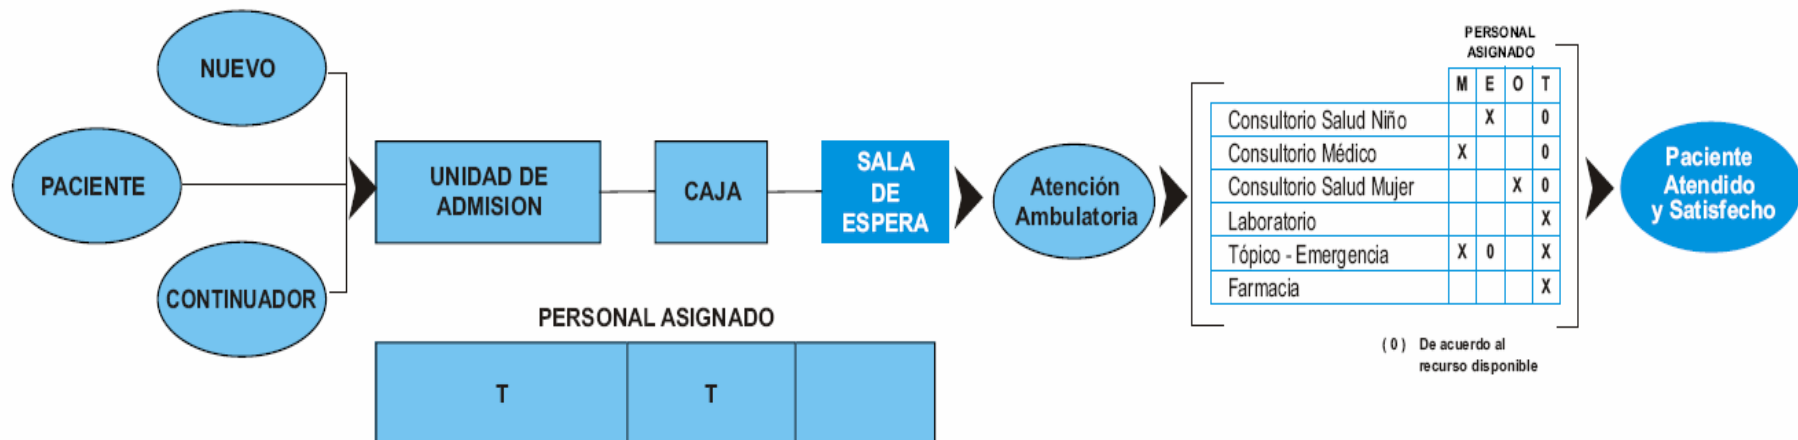 NUEVO
PACIENTE
CONTINUADOR
UNIDAD DE
ADMISION
CAJA
SALA
DE
ESPERA
PERSONAL ASIGNADO
T T
Atención
Ambulatoria
PERSONAL
ASIGNADO
M E O T
Consultorio Salud Niño X 0
Consultorio Médico X 0
Consultorio Salud Mujer X 0
Laboratorio X
Tópico - Emergencia X 0 X
Farmacia X
( 0 ) De acuerdo al
recurso disponible
Paciente
Atendido
y Satisfecho